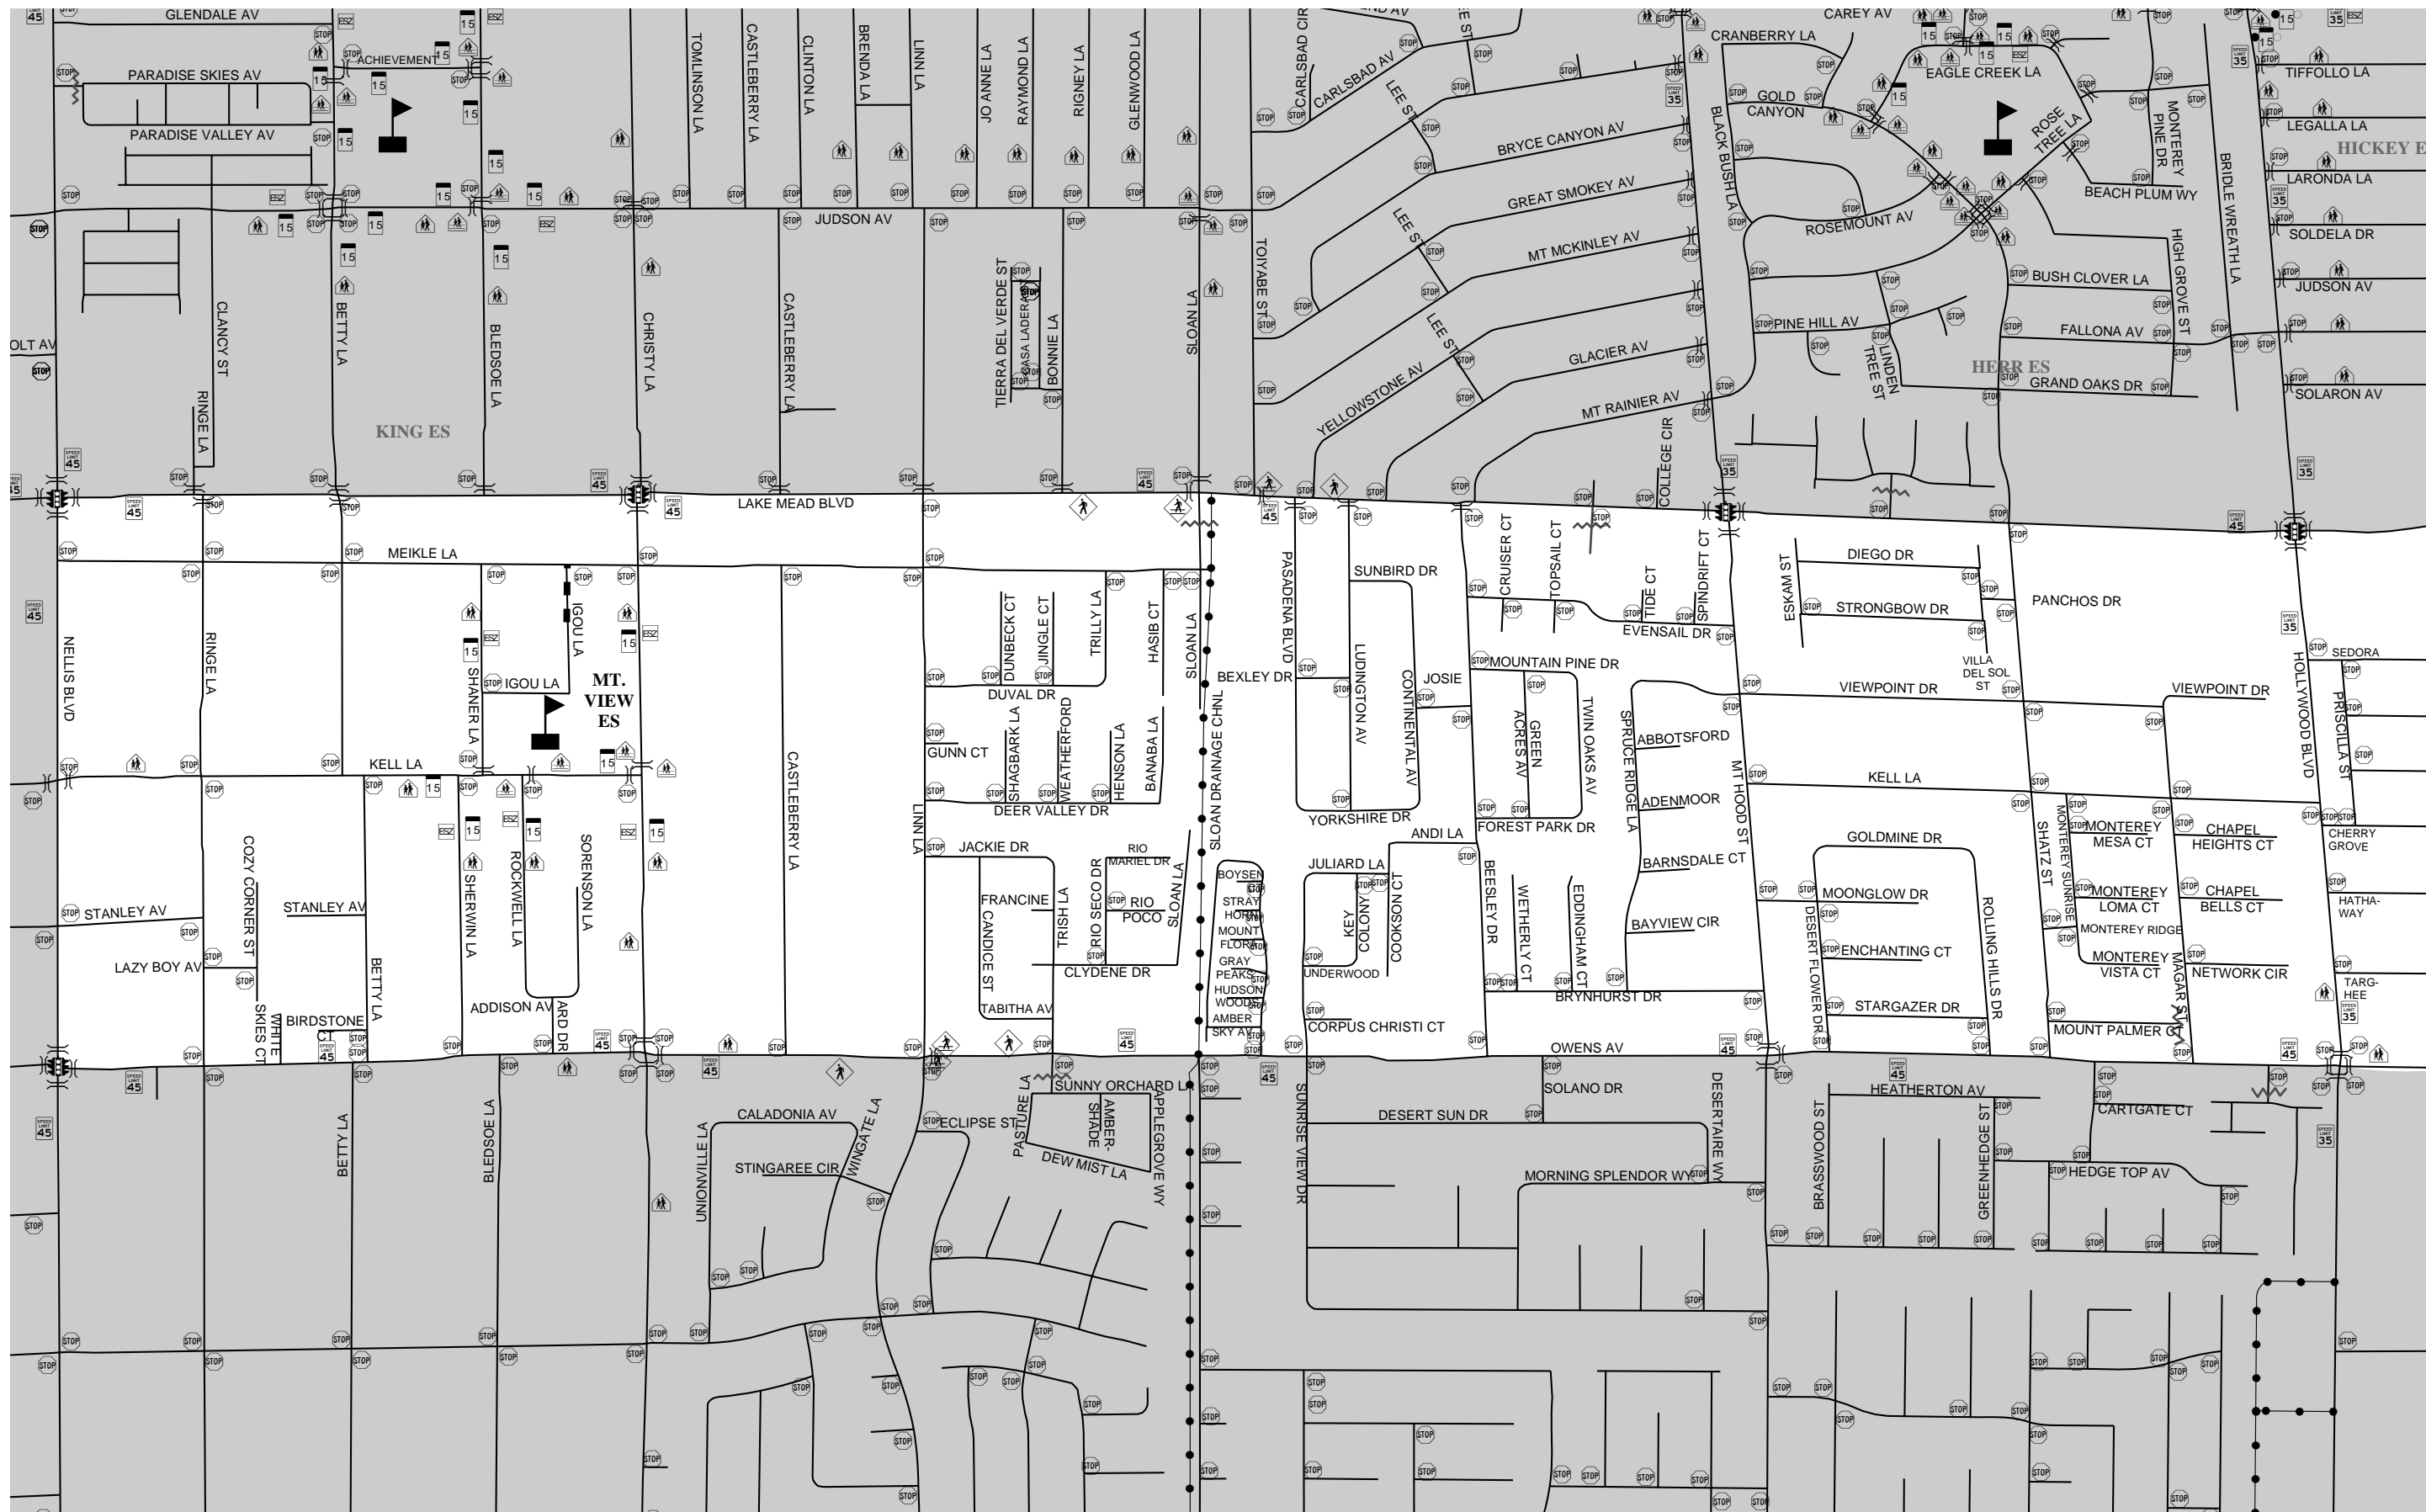 GLENDALE AV
ACHIEVEMENT
PARADISE SKIES AV
PARADISE VALLEY AV
TOMLINSON LA
CASTLEBERRY LA
CLINTON LA
BRENDA LA
LINN LA
JO ANNE LA
RAYMOND LA
RIGNEY LA
GLENWOOD LA
CARLSBAD CIR
CARLSBAD AV
LEE ST
CAREY AV
CRANBERRY LA
EAGLE CREEK LA
GOLD
CANYON
BLACK BUSH LA
ROSE
TREE LA
MONTEREY
PINE DR
BEACH PLUM WY
BRIDLE WREATH LA
TIFFOLLO LA
LEGALLA LA
HICKEY E
LARONDA LA
SOLDELA DR
JUDSON AV
SOLARON AV
BRYCE CANYON AV
GREAT SMOKEY AV
LEE ST
MT MCKINLEY AV
ROSEMOUNT AV
HIGH GROVE ST
BUSH CLOVER LA
FALLONA AV
GRAND OAKS DR
HERR ES
PINE HILL AV
LINDEN
TREE ST
LEE ST
GLACIER AV
YELLOWSTONE AV
MT RAINIER AV
COLLEGE CIR
JUDSON AV
TOIYABE ST
SLOAN LA
TIERRA DEL VERDE ST
CASA LADERA ST
BONNIE LA
CASTLEBERRY LA
CHRISTY LA
BLEDSOE LA
BETTY LA
CLANCY ST
RINGE LA
OLT AV
KING ES
LAKE MEAD BLVD
MEIKLE LA
NELLIS BLVD
RINGE LA
IGOU LA
IGOU LA
SHANER LA
MT.
VIEW
ES
KELL LA
DUNBECK CT
JINGLE CT
TRILLY LA
HASIB CT
SLOAN LA
DUVAL DR
GUNN CT
SHAGBARK LA
WEATHERFORD
HENSON LA
BANABA LA
DEER VALLEY DR
SLOAN DRAINAGE CHNL
BEXLEY DR
PASADENA BLVD
SUNBIRD DR
LUDINGTON AV
CONTINENTAL AV
JOSIE
YORKSHIRE DR
CRUISER CT
TOPSAIL CT
TIDE CT
SPINDRIFT CT
EVENSAIL DR
MOUNTAIN PINE DR
GREEN
ACRES AV
TWIN OAKS AV
FOREST PARK DR
SPRUCE RIDGE LA
ABBOTSFORD
ADENMOOR
BARNSDALE CT
BAYVIEW CIR
MT HOOD ST
ESKAM ST
DIEGO DR
STRONGBOW DR
PANCHOS DR
VILLA
DEL SOL
ST
VIEWPOINT DR
VIEWPOINT DR
HOLLYWOOD BLVD
SEDORA
PRISCILLA ST
KELL LA
CHERRY
GROVE
HATHA-
WAY
TARG-
HEE
GOLDMINE DR
MOONGLOW DR
ENCHANTING CT
STARGAZER DR
DESERT FLOWER DR
ROLLING HILLS DR
SHATZ ST
MONTEREY SUNRISE
MONTEREY
MESA CT
MONTEREY
LOMA CT
MONTEREY RIDGE
MONTEREY
VISTA CT
MOUNT PALMER CT
MAGAR ST
CHAPEL
HEIGHTS CT
CHAPEL
BELLS CT
NETWORK CIR
CASTLEBERRY LA
LINN LA
JACKIE DR
FRANCINE
CANDICE ST
TABITHA AV
TRISH LA
RIO
MARIEL DR
RIO SECO DR
RIO
POCO
SLOAN LA
CLYDENE DR
BOYSEN
STRAY
HORN
MOUNT
FLORA
GRAY
PEAKS
HUDSON
WOODS
AMBER
SKY AV
JULIARD LA
KEY
COLONY
COOKSON CT
ANDI LA
UNDERWOOD
CORPUS CHRISTI CT
BEESLEY DR
WETHERLY CT
EDDINGHAM CT
BRYNHURST DR
OWENS AV
STANLEY AV
LAZY BOY AV
COZY CORNER ST
STANLEY AV
BETTY LA
SHERWIN LA
ROCKWELL LA
SORENSON LA
ADDISON AV
ARD DR
WHITE
SKIES CT
BIRDSTONE
CT
BETTY LA
BLEDSOE LA
UNIONVILLE LA
CALADONIA AV
STINGAREE CIR
WINGATE LA
ECLIPSE ST
PASTURE LA
SUNNY ORCHARD LA
AMBER-
SHADE
DEW MIST LA
APPLEGROVE WY
SUNRISE VIEW DR
DESERT SUN DR
SOLANO DR
MORNING SPLENDOR WY
DESERTAIRE WY
BRASSWOOD ST
HEATHERTON AV
GREENHEDGE ST
CARTGATE CT
HEDGE TOP AV